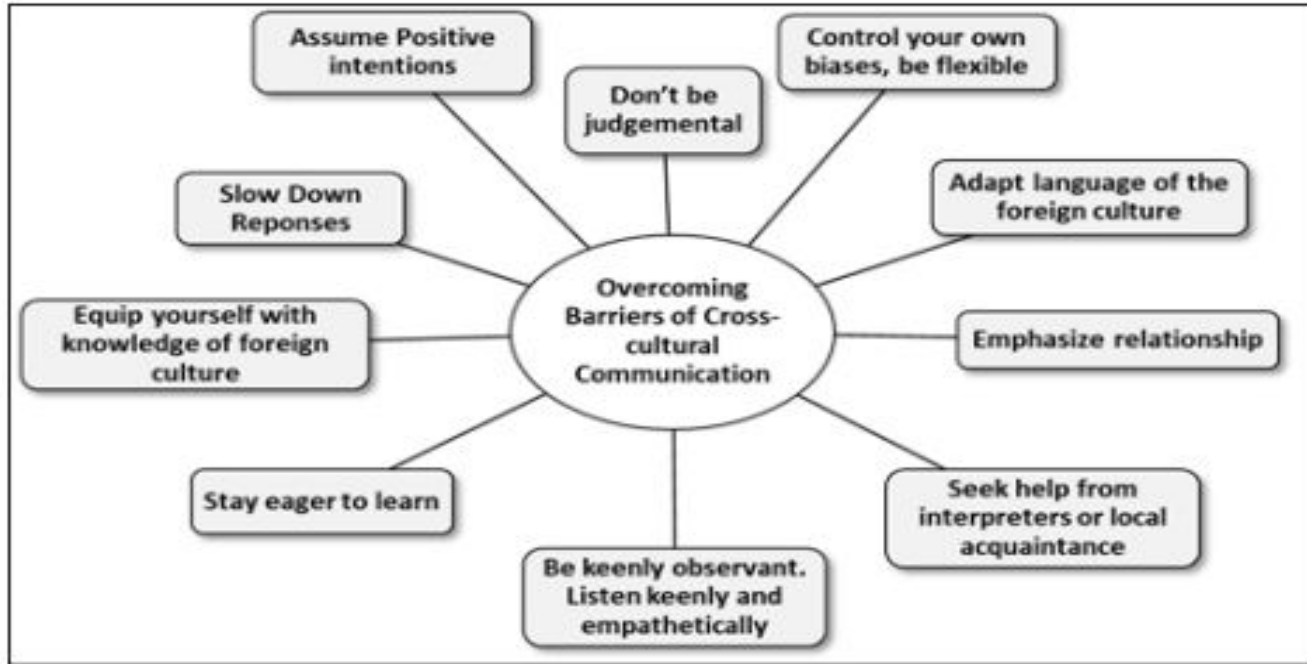 Assume Positive
intentions
Don't be
judgemental
Control your own
biases, be flexible
Slow Down
Reponses
Adapt language of the
foreign culture
Overcoming
Barriers of Cross-
cultural
Communication
Equip yourself with
knowledge of foreign
culture
Emphasize relationship
Stay eager to learn
Seek help from
interpreters or local
acquaintance
Be keenly observant.
Listen keenly and
empathetically